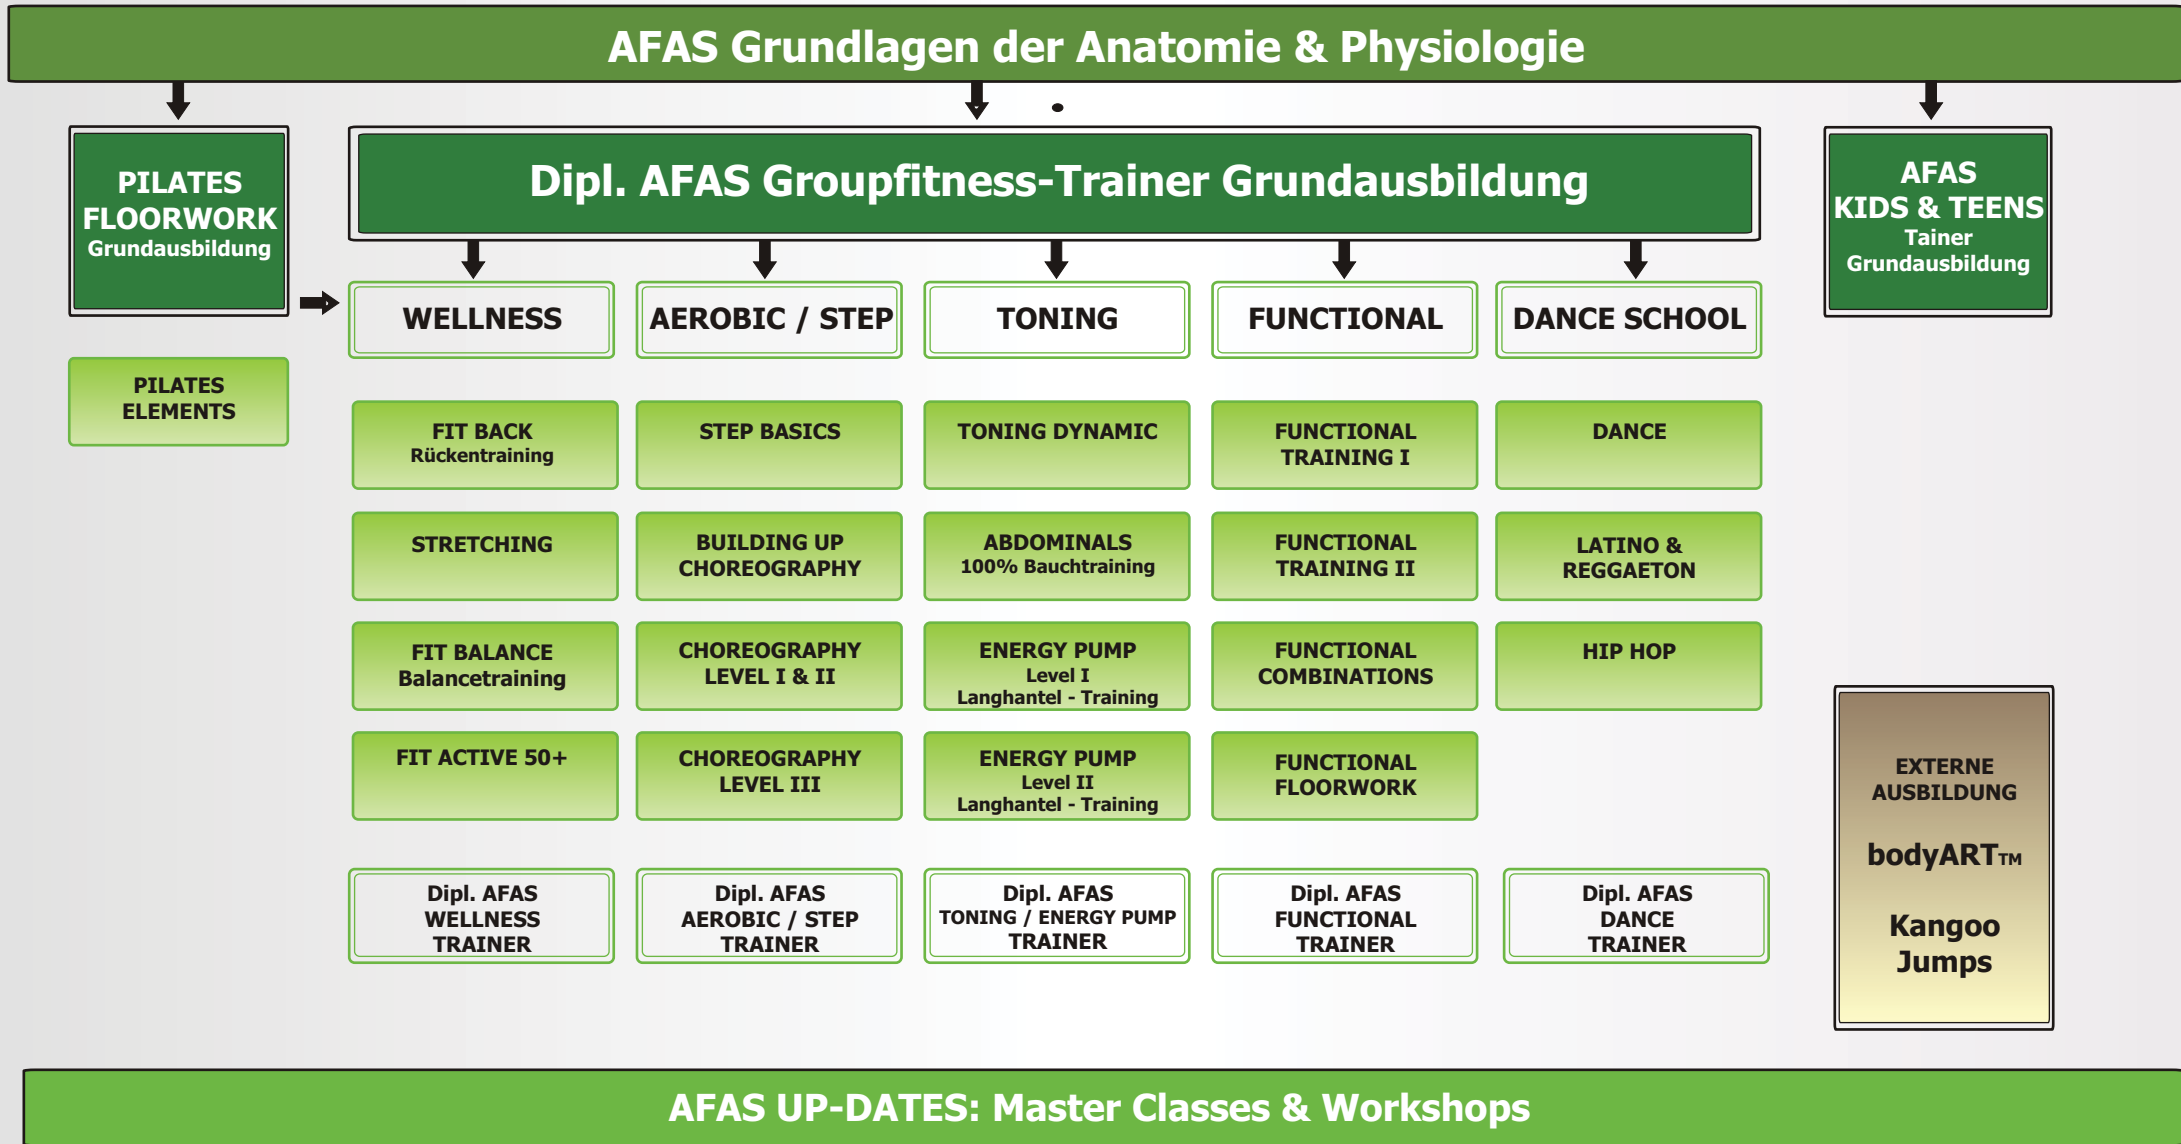 AFAS Grundlagen der Anatomie & Physiologie
PILATES
FLOORWORK
Grundausbildung
Dipl. AFAS Groupfitness-Trainer Grundausbildung
AFAS
KIDS & TEENS
Tainer
Grundausbildung
WELLNESS
AEROBIC / STEP
TONING
FUNCTIONAL
DANCE SCHOOL
PILATES
ELEMENTS
FIT BACK
Rückentraining
STEP BASICS
TONING DYNAMIC
FUNCTIONAL
TRAINING I
DANCE
STRETCHING
BUILDING UP
CHOREOGRAPHY
ABDOMINALS
100% Bauchtraining
FUNCTIONAL
TRAINING II
LATINO &
REGGAETON
FIT BALANCE
Balancetraining
CHOREOGRAPHY
LEVEL I & II
ENERGY PUMP
Level I
Langhantel - Training
FUNCTIONAL
COMBINATIONS
HIP HOP
FIT ACTIVE 50+
CHOREOGRAPHY
LEVEL III
ENERGY PUMP
Level II
Langhantel - Training
FUNCTIONAL
FLOORWORK
EXTERNE
AUSBILDUNG
bodyART™
Kangoo
Jumps
Dipl. AFAS
WELLNESS
TRAINER
Dipl. AFAS
AEROBIC / STEP
TRAINER
Dipl. AFAS
TONING / ENERGY PUMP
TRAINER
Dipl. AFAS
FUNCTIONAL
TRAINER
Dipl. AFAS
DANCE
TRAINER
AFAS UP-DATES: Master Classes & Workshops